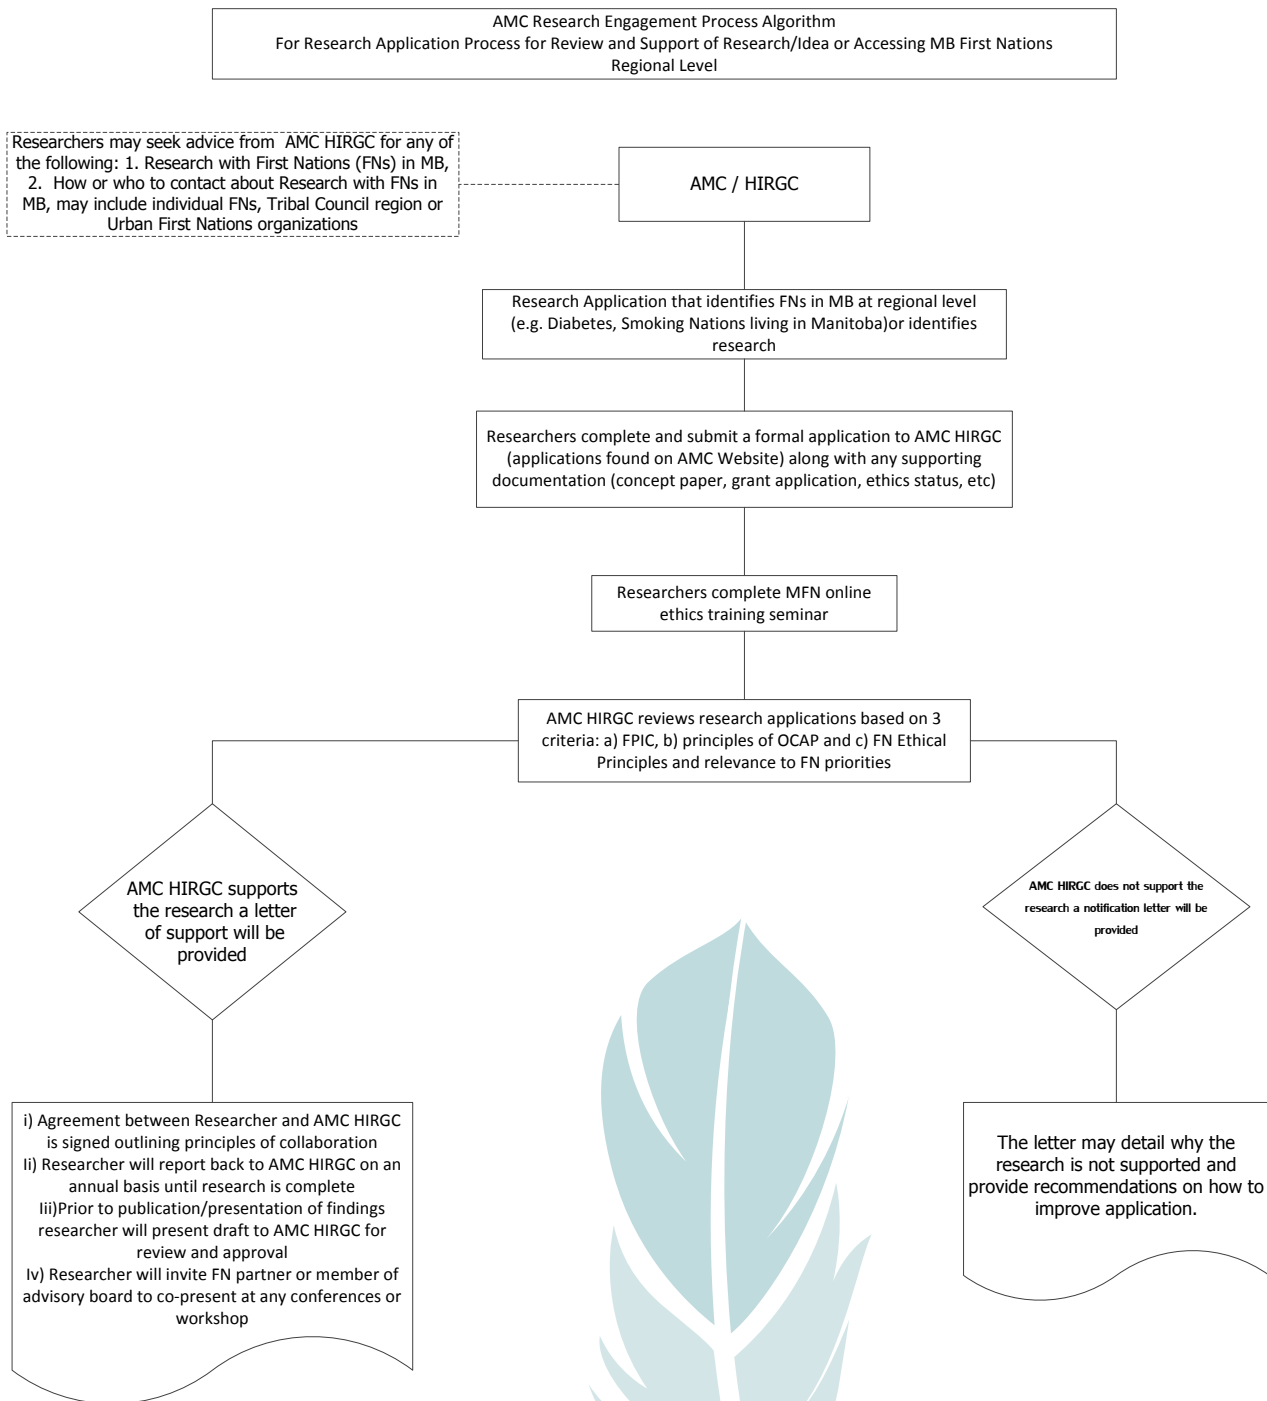 AMC Research Engagement Process Algorithm
For Research Application Process for Review and Support of Research/Idea or Accessing MB First Nations
Regional Level
Researchers may seek advice from AMC HIRGC for any of
the following: 1. Research with First Nations (FNs) in MB,
2. How or who to contact about Research with FNs in
MB, may include individual FNs, Tribal Council region or
Urban First Nations organizations
AMC / HIRGC
Research Application that identifies FNs in MB at regional level
(e.g. Diabetes, Smoking Nations living in Manitoba)or identifies
research
Researchers complete and submit a formal application to AMC HIRGC
(applications found on AMC Website) along with any supporting
documentation (concept paper, grant application, ethics status, etc)
Researchers complete MFN online
ethics training seminar
AMC HIRGC reviews research applications based on 3
criteria: a) FPIC, b) principles of OCAP and c) FN Ethical
Principles and relevance to FN priorities
AMC HIRGC supports
the research a letter
of support will be
provided
AMC HIRGC does not support the
research a notification letter will be
provided
i) Agreement between Researcher and AMC HIRGC
is signed outlining principles of collaboration
Ii) Researcher will report back to AMC HIRGC on an
annual basis until research is complete
Iii)Prior to publication/presentation of findings
researcher will present draft to AMC HIRGC for
review and approval
Iv) Researcher will invite FN partner or member of
advisory board to co-present at any conferences or
workshop
The letter may detail why the
research is not supported and
provide recommendations on how to
improve application.